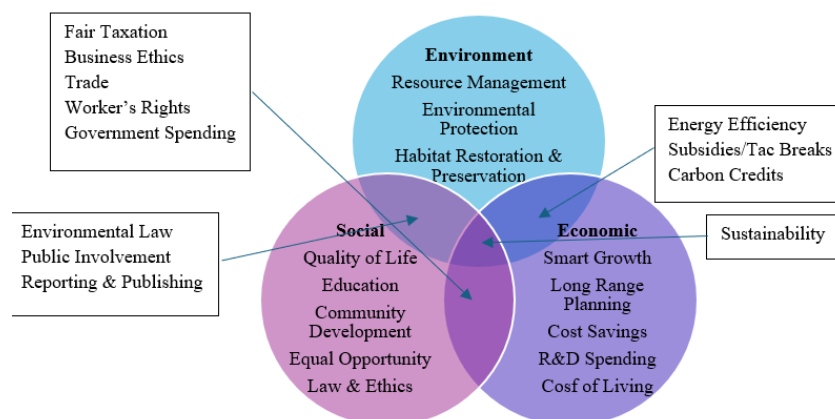 Fair Taxation
Business Ethics
Trade
Worker’s Rights
Government Spending
Environment
Resource Management
Environmental
Protection
Habitat Restoration &
Preservation
Energy Efficiency
Subsidies/Tac Breaks
Carbon Credits
Environmental Law
Public Involvement
Reporting & Publishing
Social
Quality of Life
Education
Community
Development
Equal Opportunity
Law & Ethics
Economic
Smart Growth
Long Range
Planning
Cost Savings
R&D Spending
Cosf of Living
Sustainability